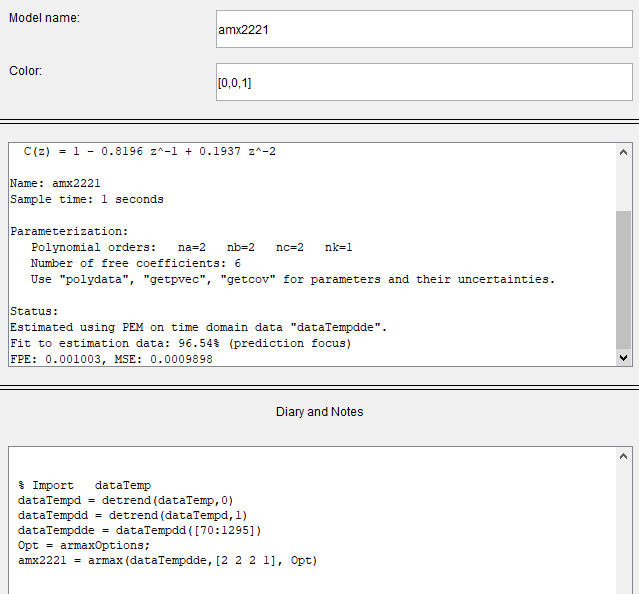 Model name:
amx2221
Color:
[0,0,1]
C(z) = 1 - 0.8196 z^-1 + 0.1937 z^-2
Name: amx2221
Sample time: 1 seconds
Parameterization:
Polynomial orders: na=2 nb=2 nc=2 nk=1
Number of free coefficients: 6
Use "polydata", "getpvec", "getcov" for parameters and their uncertainties.
Status:
Estimated using PEM on time domain data "dataTempdde".
Fit to estimation data: 96.54% (prediction focus)
FPE: 0.001003, MSE: 0.0009898
Diary and Notes
% Import dataTemp
dataTempd = detrend(dataTemp,0)
dataTempdd = detrend(dataTempd,1)
dataTempdde = dataTempdd([70:1295])
Opt = armaxOptions;
amx2221 = armax(dataTempdde,[2 2 2 1], Opt)